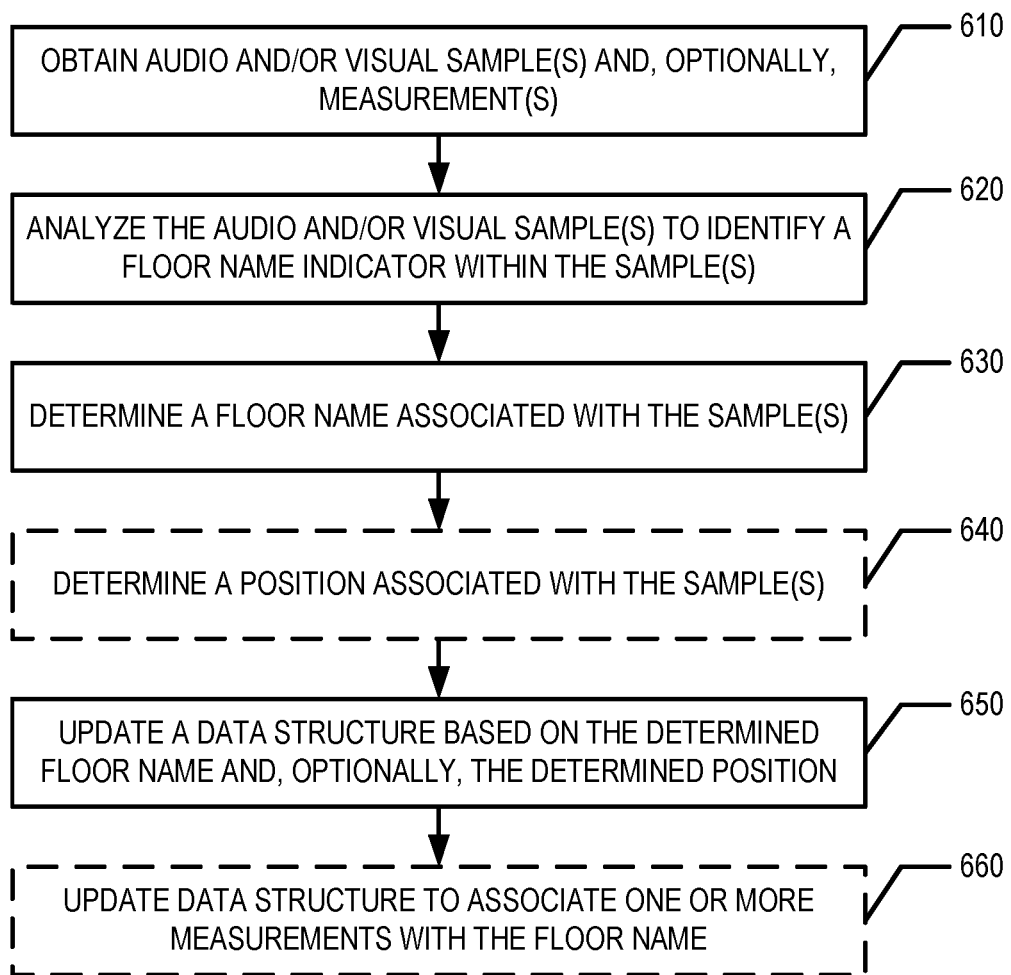 610
OBTAIN AUDIO AND/OR VISUAL SAMPLE(S) AND, OPTIONALLY,
MEASUREMENT(S)
620
ANALYZE THE AUDIO AND/OR VISUAL SAMPLE(S) TO IDENTIFY A
FLOOR NAME INDICATOR WITHIN THE SAMPLE(S)
630
DETERMINE A FLOOR NAME ASSOCIATED WITH THE SAMPLE(S)
640
DETERMINE A POSITION ASSOCIATED WITH THE SAMPLE(S)
650
UPDATE A DATA STRUCTURE BASED ON THE DETERMINED
FLOOR NAME AND, OPTIONALLY, THE DETERMINED POSITION
660
UPDATE DATA STRUCTURE TO ASSOCIATE ONE OR MORE
MEASUREMENTS WITH THE FLOOR NAME